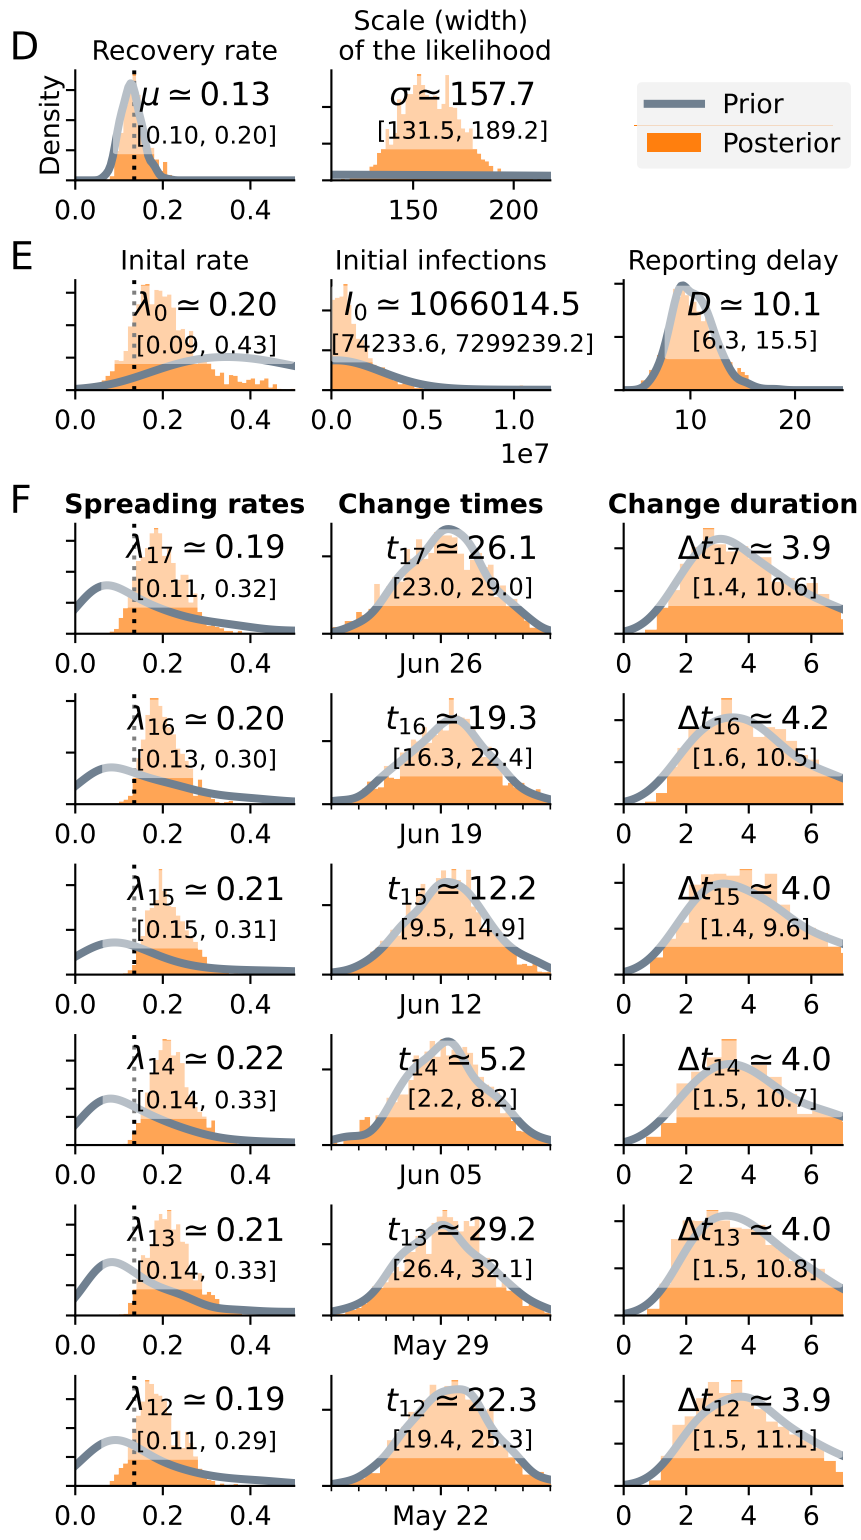 D
Recovery rate
Scale (width)
of the likelihood
Density
μ ≃ 0.13
[0.10, 0.20]
0.0 0.2 0.4
σ ≃ 157.7
[131.5, 189.2]
150 200
Prior
Posterior
E
Inital rate
λ0 ≃ 0.20
[0.09, 0.43]
0.0 0.2 0.4
Initial infections
I0 ≃ 1066014.5
[74233.6, 7299239.2]
0.0 0.5 1.0
1e7
Reporting delay
D ≃ 10.1
[6.3, 15.5]
10 20
F
Spreading rates
Change times
Change duration
λ17 ≃ 0.19
[0.11, 0.32]
0.0 0.2 0.4
t17 ≃ 26.1
[23.0, 29.0]
Jun 26
Δt17 ≃ 3.9
[1.4, 10.6]
0 2 4 6
λ16 ≃ 0.20
[0.13, 0.30]
0.0 0.2 0.4
t16 ≃ 19.3
[16.3, 22.4]
Jun 19
Δt16 ≃ 4.2
[1.6, 10.5]
0 2 4 6
λ15 ≃ 0.21
[0.15, 0.31]
0.0 0.2 0.4
t15 ≃ 12.2
[9.5, 14.9]
Jun 12
Δt15 ≃ 4.0
[1.4, 9.6]
0 2 4 6
λ14 ≃ 0.22
[0.14, 0.33]
0.0 0.2 0.4
t14 ≃ 5.2
[2.2, 8.2]
Jun 05
Δt14 ≃ 4.0
[1.5, 10.7]
0 2 4 6
λ13 ≃ 0.21
[0.14, 0.33]
0.0 0.2 0.4
t13 ≃ 29.2
[26.4, 32.1]
May 29
Δt13 ≃ 4.0
[1.5, 10.8]
0 2 4 6
λ12 ≃ 0.19
[0.11, 0.29]
0.0 0.2 0.4
t12 ≃ 22.3
[19.4, 25.3]
May 22
Δt12 ≃ 3.9
[1.5, 11.1]
0 2 4 6